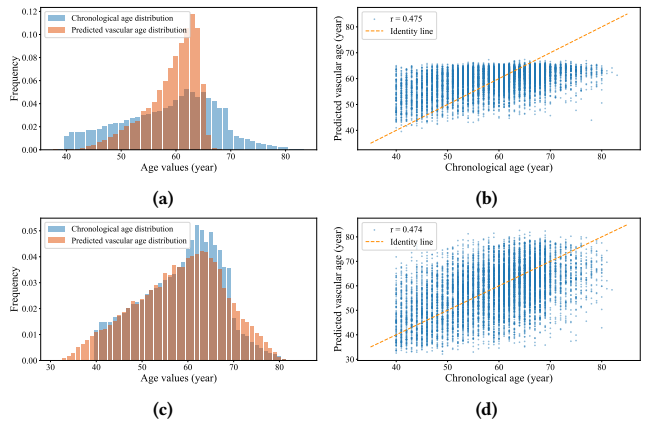 0.12
0.10
0.08
0.06
0.04
0.02
0.00
Frequency
Chronological age distribution
Predicted vascular age distribution
40 50 60 70 80
Age values (year)
(a)
80
70
60
50
40
Predicted vascular age (year)
r = 0.475
Identity line
40 50 60 70 80
Chronological age (year)
(b)
0.05
0.04
0.03
0.02
0.01
0.00
Frequency
Chronological age distribution
Predicted vascular age distribution
30 40 50 60 70 80
Age values (year)
(c)
80
70
60
50
40
30
Predicted vascular age (year)
r = 0.474
Identity line
40 50 60 70 80
Chronological age (year)
(d)